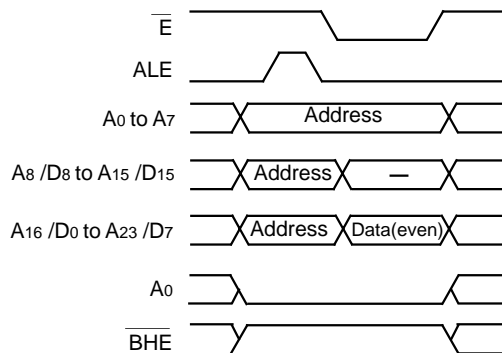 E
ALE
A0 to A7 Address
A8 /D8 to A15 /D15 Address –
A16 /D0 to A23 /D7 Address Data(even)
A0
BHE